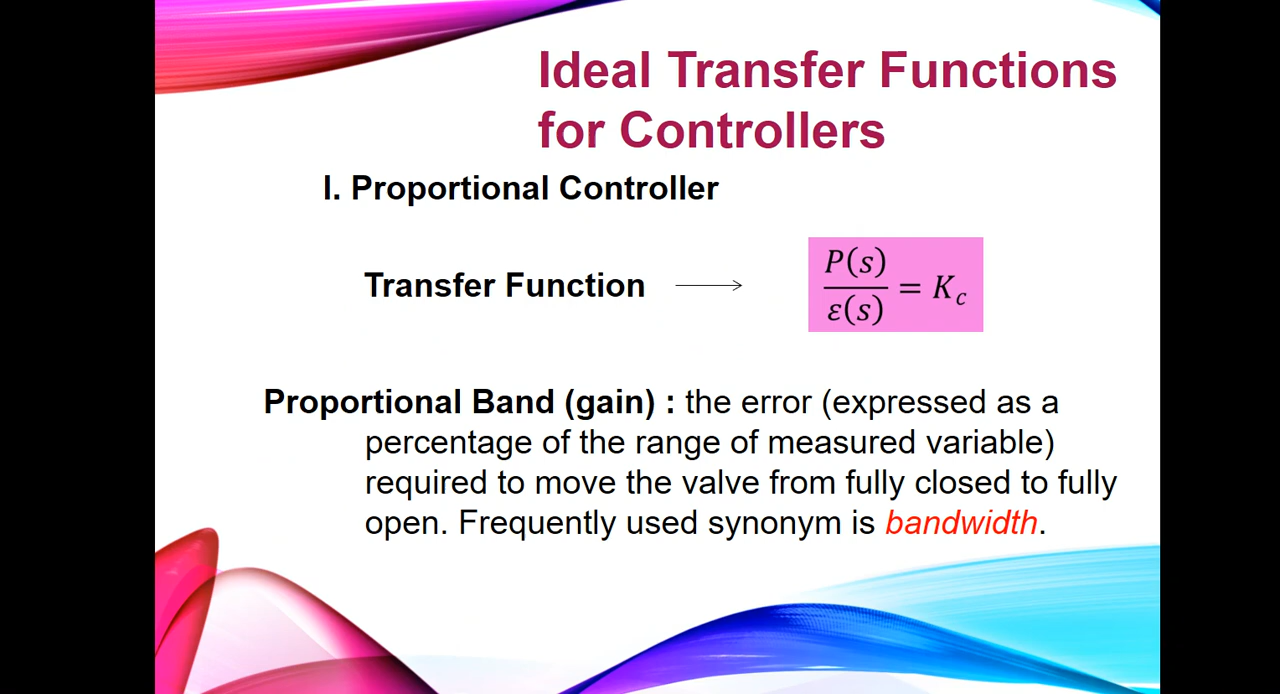 Ideal Transfer Functions
for Controllers
I. Proportional Controller
Transfer Function ⟶ P(s)/ε(s) = K_c
Proportional Band (gain) : the error (expressed as a
percentage of the range of measured variable)
required to move the valve from fully closed to fully
open. Frequently used synonym is bandwidth.